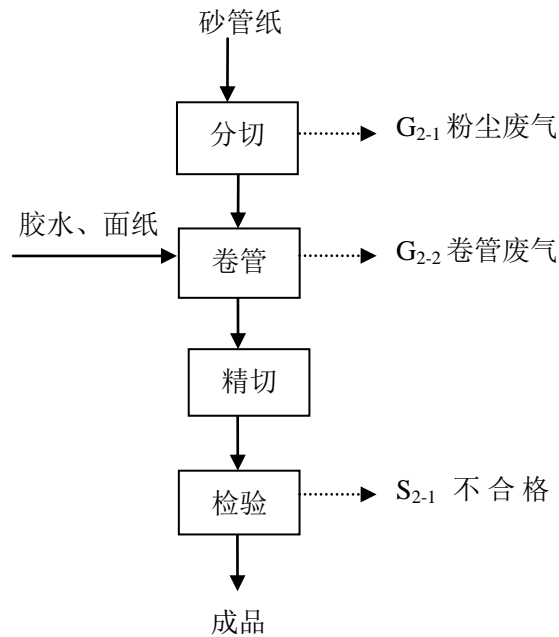 砂管纸
分切
G2-1 粉尘废气
胶水、面纸
卷管
G2-2 卷管废气
精切
检验
S2-1 不合格
成品